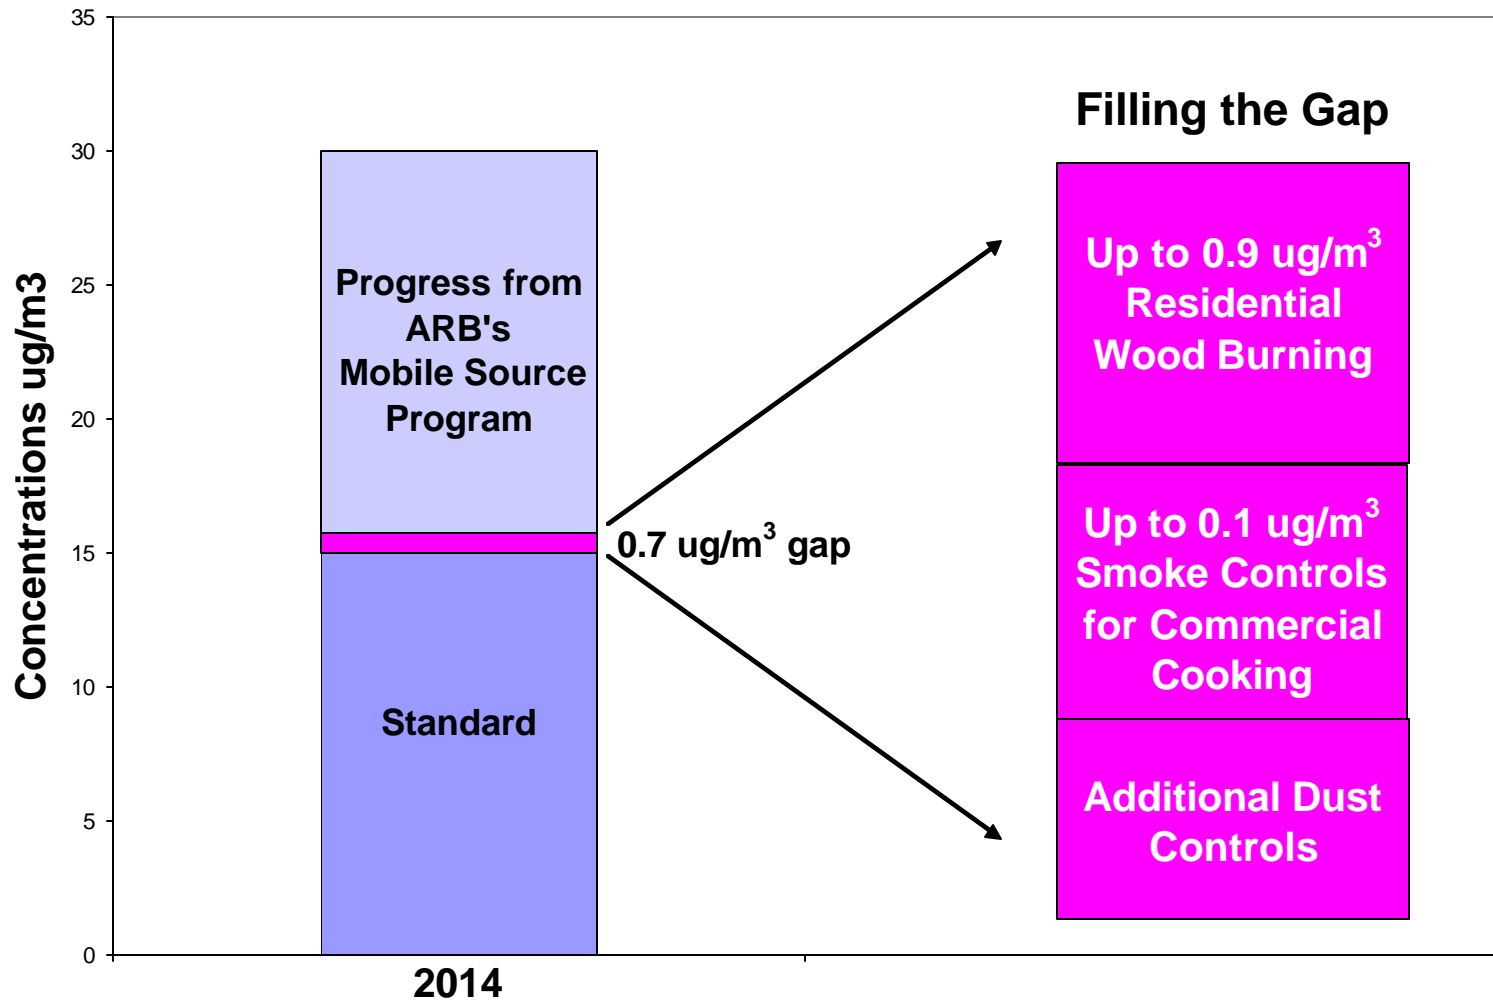 35
30
25
20
15
10
5
0
Concentrations ug/m3
Progress from
ARB's
Mobile Source
Program
Standard
2014
0.7 ug/m³ gap
Filling the Gap
Up to 0.9 ug/m³
Residential
Wood Burning
Up to 0.1 ug/m³
Smoke Controls
for Commercial
Cooking
Additional Dust
Controls